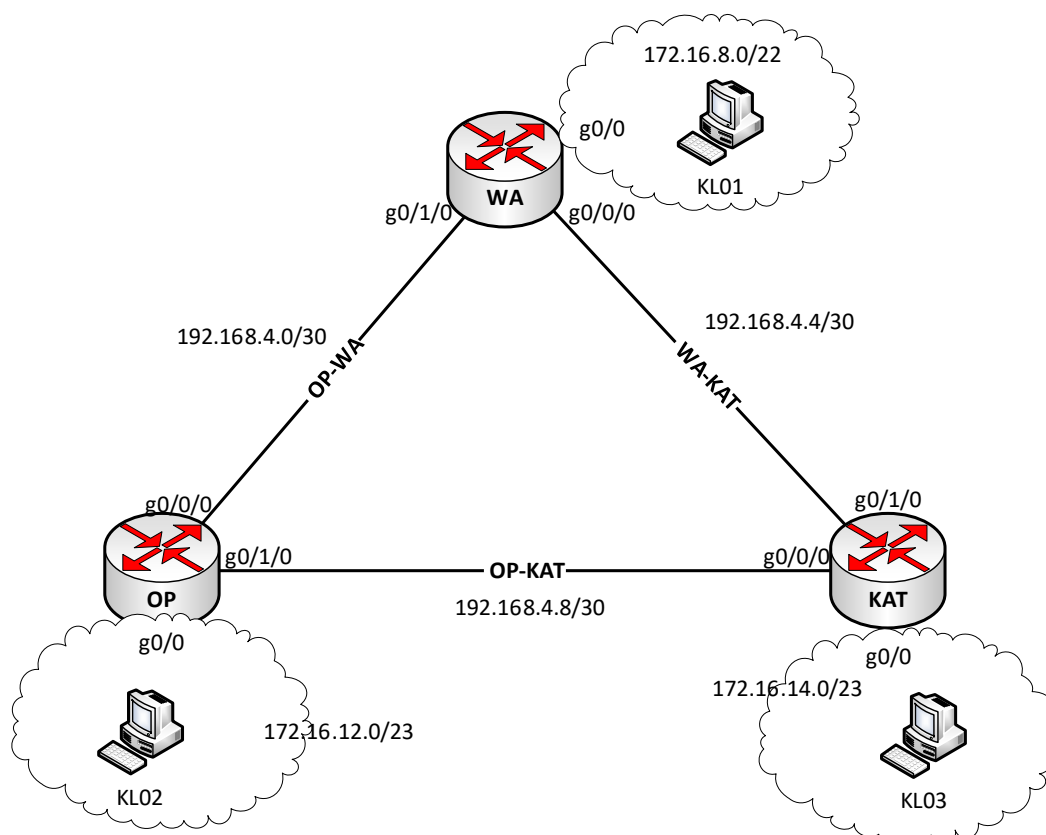 172.16.8.0/22
g0/0
KL01
WA
g0/1/0
g0/0/0
192.168.4.0/30
192.168.4.4/30
OP-WA
WA-KAT
g0/0/0
g0/1/0
g0/1/0
g0/0/0
OP-KAT
OP
KAT
192.168.4.8/30
g0/0
g0/0
172.16.14.0/23
172.16.12.0/23
KL02
KL03